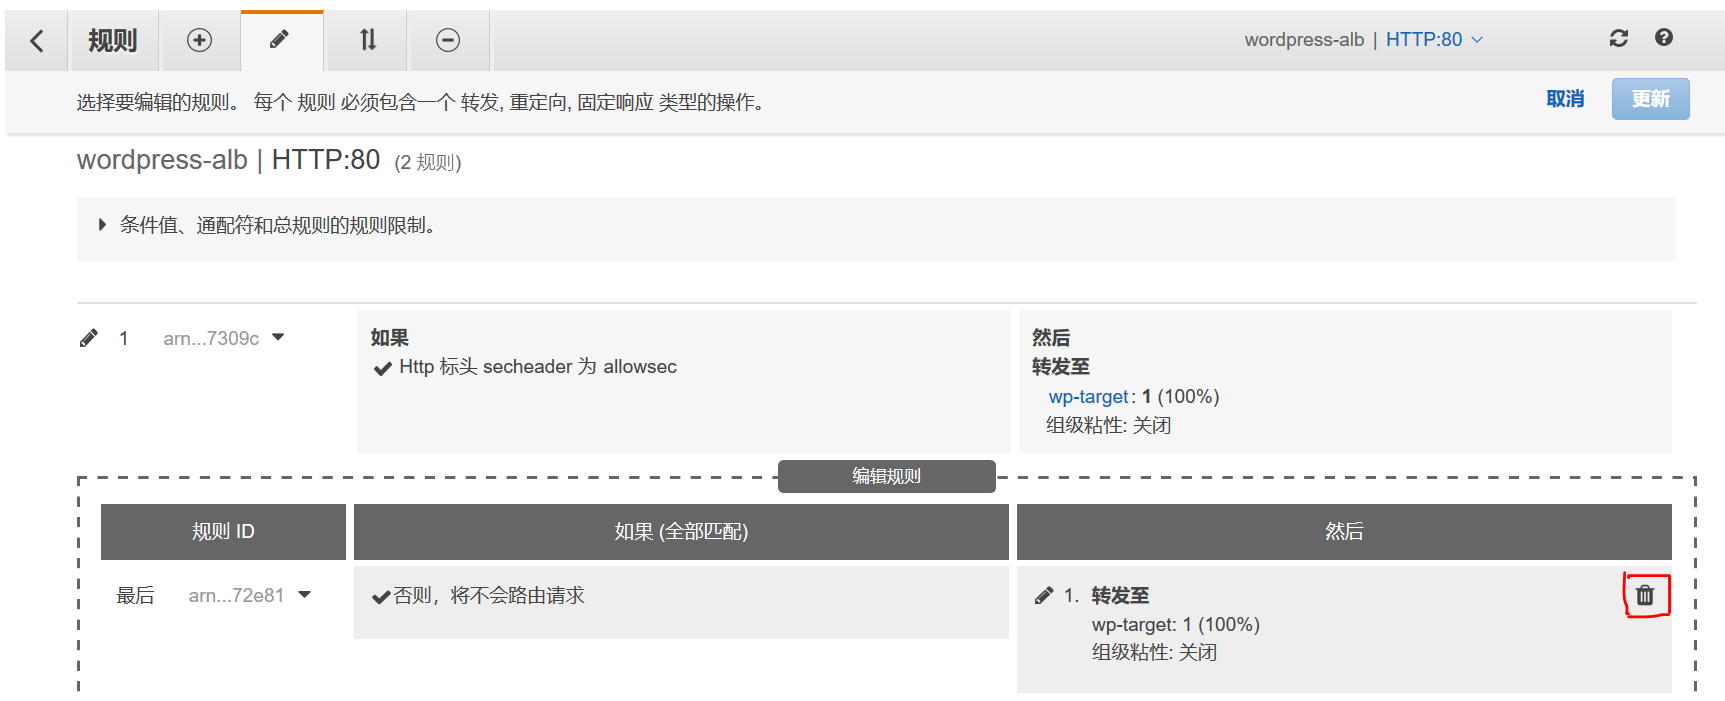 规则
wordpress-alb | HTTP:80
选择要编辑的规则。 每个 规则 必须包含一个 转发, 重定向, 固定响应 类型的操作。
取消
更新
wordpress-alb | HTTP:80 (2 规则)
条件值、通配符和总规则的规则限制。
1 arn...7309c
如果
Http 标头 secheader 为 allowsec
然后
转发至
wp-target: 1 (100%)
组级粘性: 关闭
编辑规则
规则 ID
如果 (全部匹配)
然后
最后 arn...72e81
否则，将不会路由请求
1. 转发至
wp-target: 1 (100%)
组级粘性: 关闭